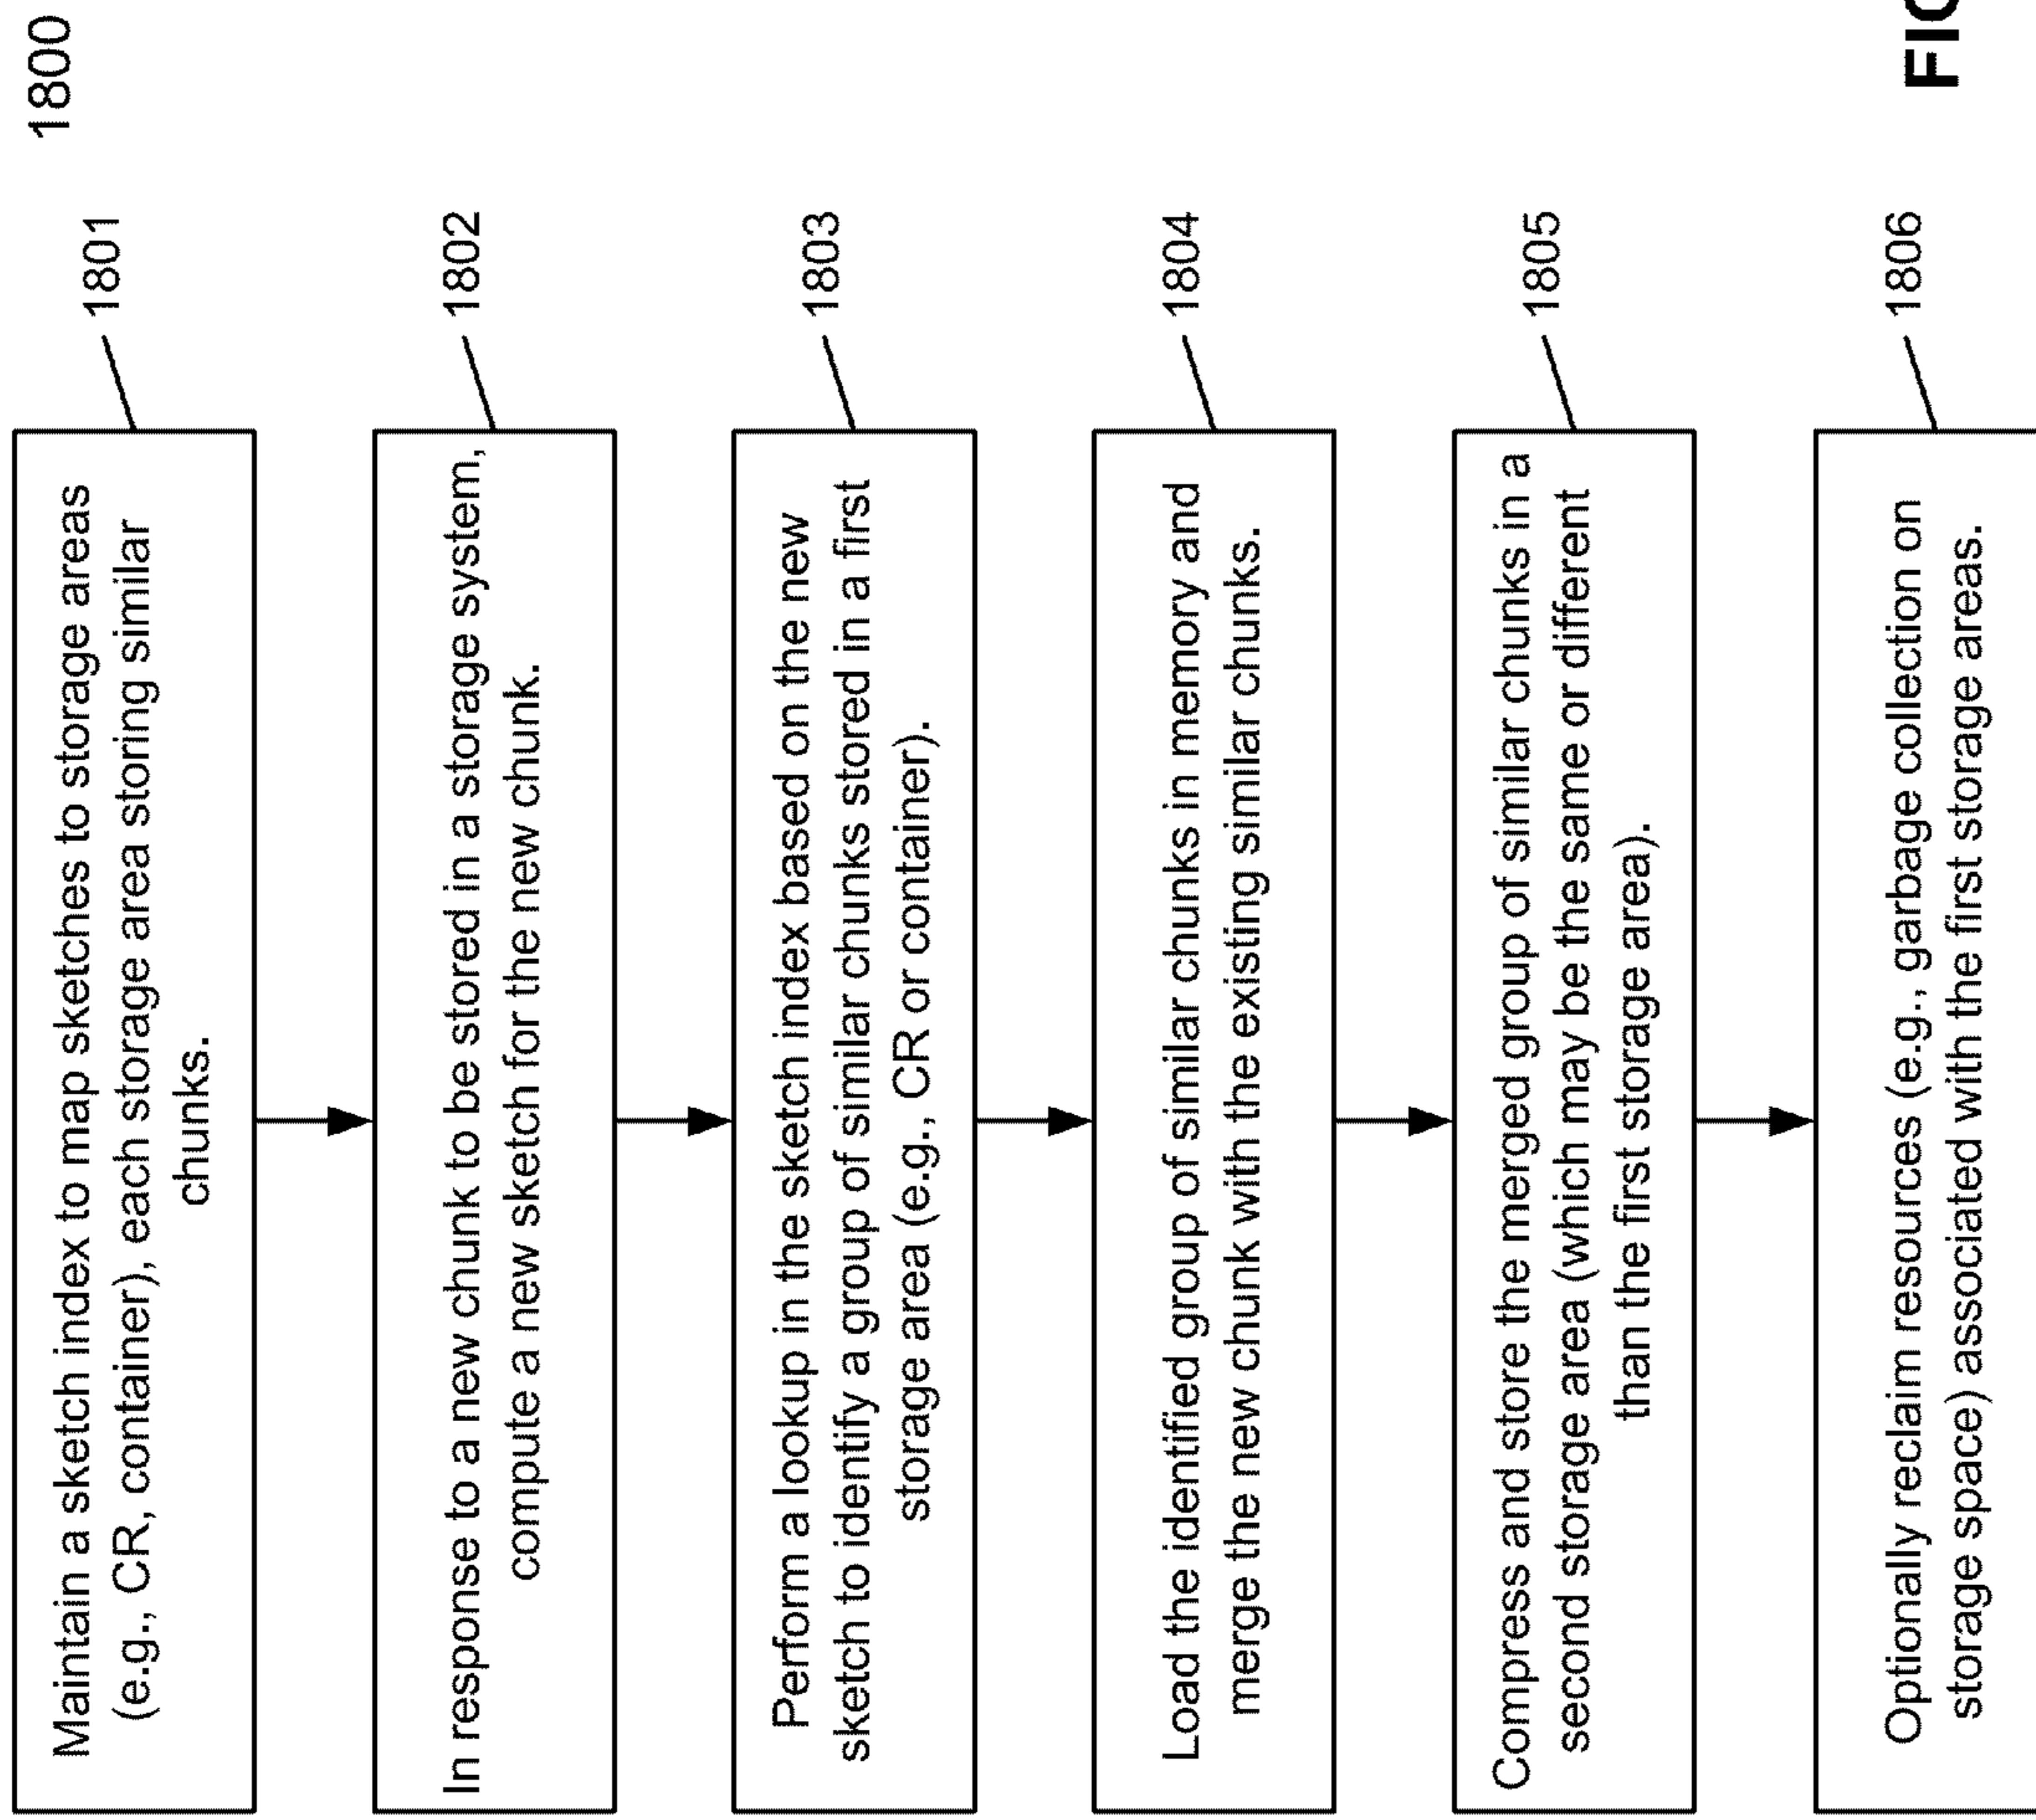 1800
Maintain a sketch index to map sketches to storage areas
(e.g., CR, container), each storage area storing similar
chunks.
1801
In response to a new chunk to be stored in a storage system,
compute a new sketch for the new chunk.
1802
Perform a lookup in the sketch index based on the new
sketch to identify a group of similar chunks stored in a first
storage area (e.g., CR or container).
1803
Load the identified group of similar chunks in memory and
merge the new chunk with the existing similar chunks.
1804
Compress and store the merged group of similar chunks in a
second storage area (which may be the same or different
than the first storage area).
1805
Optionally reclaim resources (e.g., garbage collection on
storage space) associated with the first storage areas.
1806